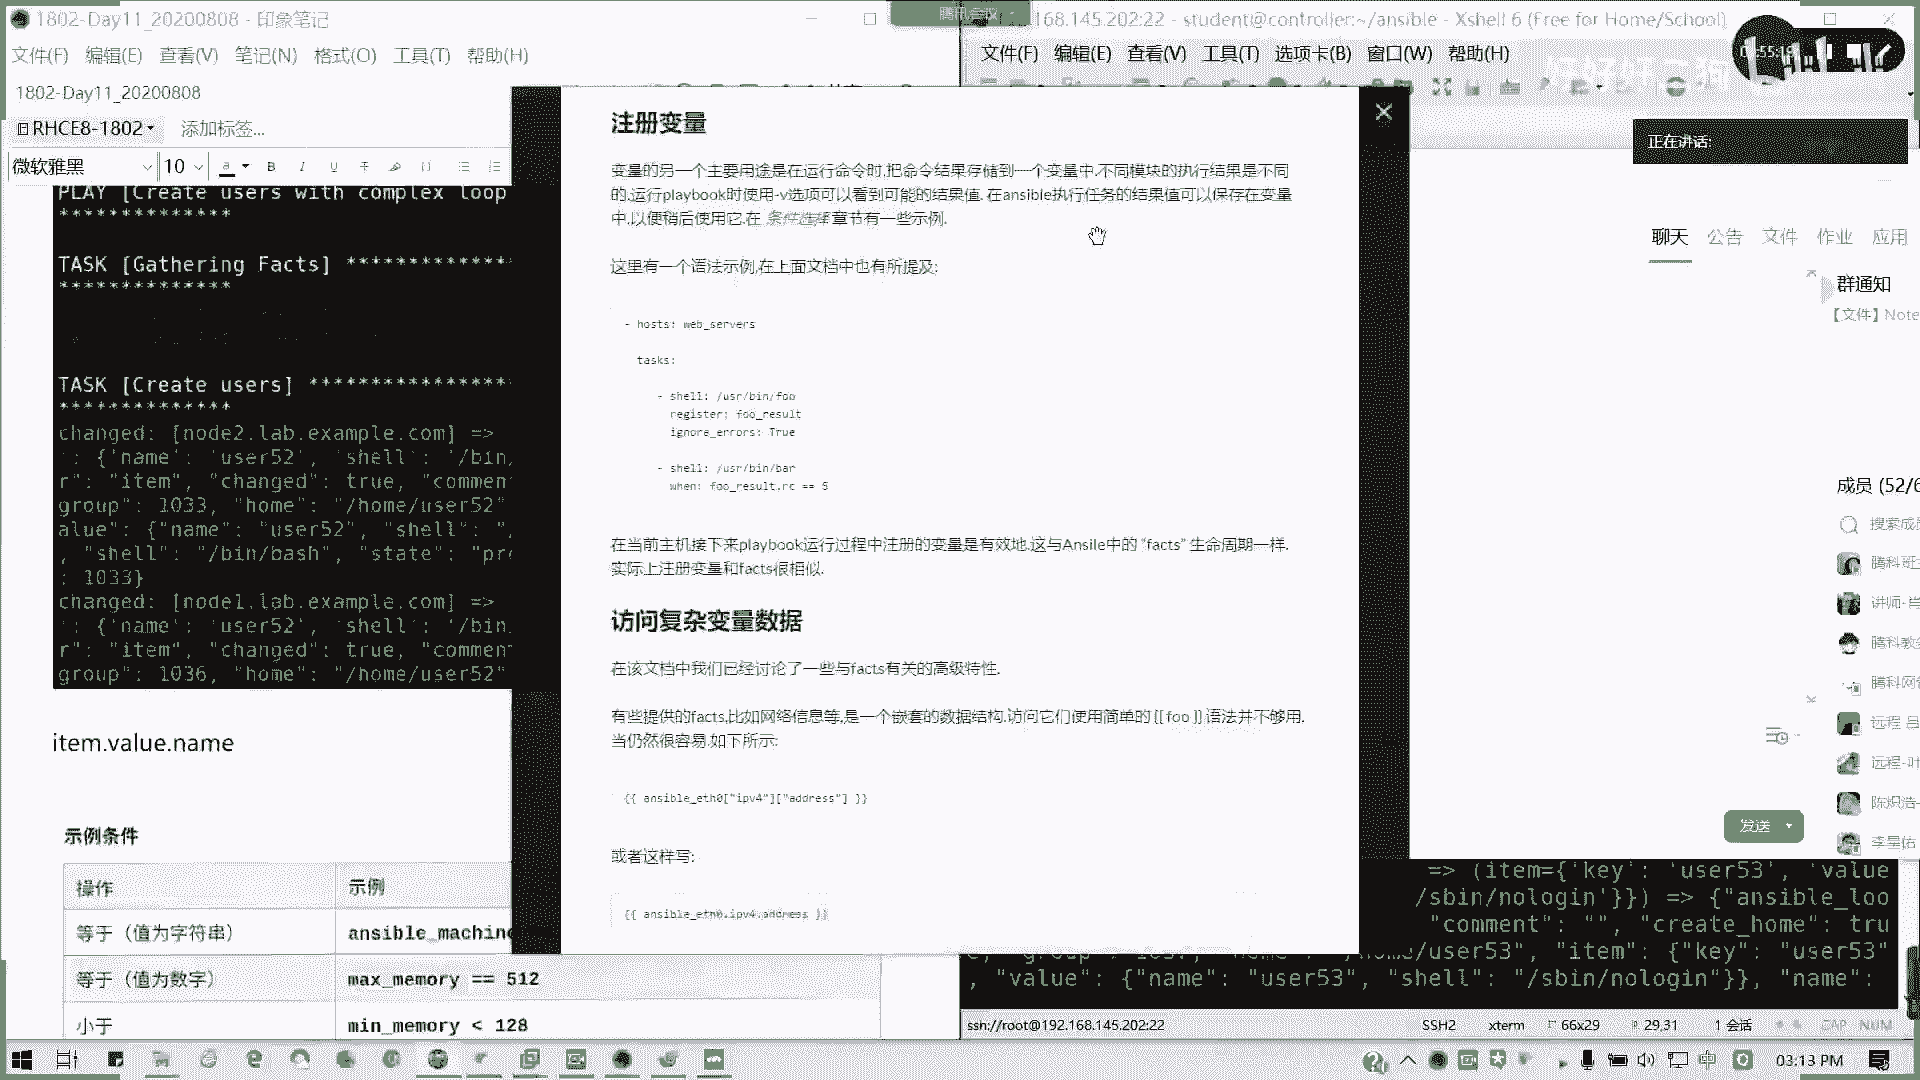 1802-Day11_20200808 - 印象笔记
文件(F) 编辑(E) 查看(V) 笔记(N) 格式(O) 工具(T) 帮助(H)
1802-Day11_20200808
RHCE8-1802 添加标签...
微软雅黑 10
PLAY [Create users with complex loop
**************
TASK [Gathering Facts] **************
**************
TASK [Create users] *****************
**************
changed: [node2.lab.example.com] =>
': {'name': 'user52', 'shell': '/bin/
r": "item", "changed": true, "comment
group": 1033, "home": "/home/user52"
alue": {"name": "user52", "shell": "/
, "shell": "/bin/bash", "state": "pre
: 1033}
changed: [node1.lab.example.com] =>
': {'name': 'user52', 'shell': '/bin/
r": "item", "changed": true, "comment
group": 1036, "home": "/home/user52"
item.value.name
示例条件
操作 示例
等于（值为字符串） ansible_machin
等于（值为数字） max_memory == 512
小于 min_memory < 128
腾讯会议
168.145.202:22 - student@controller:~/ansible - Xshell 6 (Free for Home/School)
文件(F) 编辑(E) 查看(V) 工具(T) 选项卡(B) 窗口(W) 帮助(H)
注册变量
变量的另一个主要用途是在运行命令时,把命令结果存储到一个变量中.不同模块的执行结果是不同
的.运行playbook时使用-v选项可以看到可能的结果值. 在ansible执行任务的结果值可以保存在变量
中,以便稍后使用它.在 条件选择 章节有一些示例.
这里有一个语法示例,在上面文档中也有所提及:
- hosts: web_servers
tasks:
- shell: /usr/bin/foo
register: foo_result
ignore_errors: True
- shell: /usr/bin/bar
when: foo_result.rc == 5
在当前主机接下来playbook运行过程中注册的变量是有效地.这与Ansile中的 “facts” 生命周期一样.
实际上注册变量和facts很相似.
访问复杂变量数据
在该文档中我们已经讨论了一些与facts有关的高级特性.
有些提供的facts,比如网络信息等,是一个嵌套的数据结构.访问它们使用简单的 {{ foo }} 语法并不够用,
当仍然很容易.如下所示:
{{ ansible_eth0["ipv4"]["address"] }}
或者这样写:
{{ ansible_eth0.ipv4.address }}
正在讲话:
聊天 公告 文件 作业 应用
群通知
【文件】Note
成员 (52/6
搜索成员
讲师-肖
发送
=> (item={'key': 'user53', 'value
/sbin/nologin'}}) => {"ansible_loo
"comment": "", "create_home": tru
/user53", "item": {"key": "user53"
, "value": {"name": "user53", "shell": "/sbin/nologin"}}, "name":
ssh://root@192.168.145.202:22 SSH2 xterm 66x29 29,31 1 会话 CAP NUM
中 03:13 PM